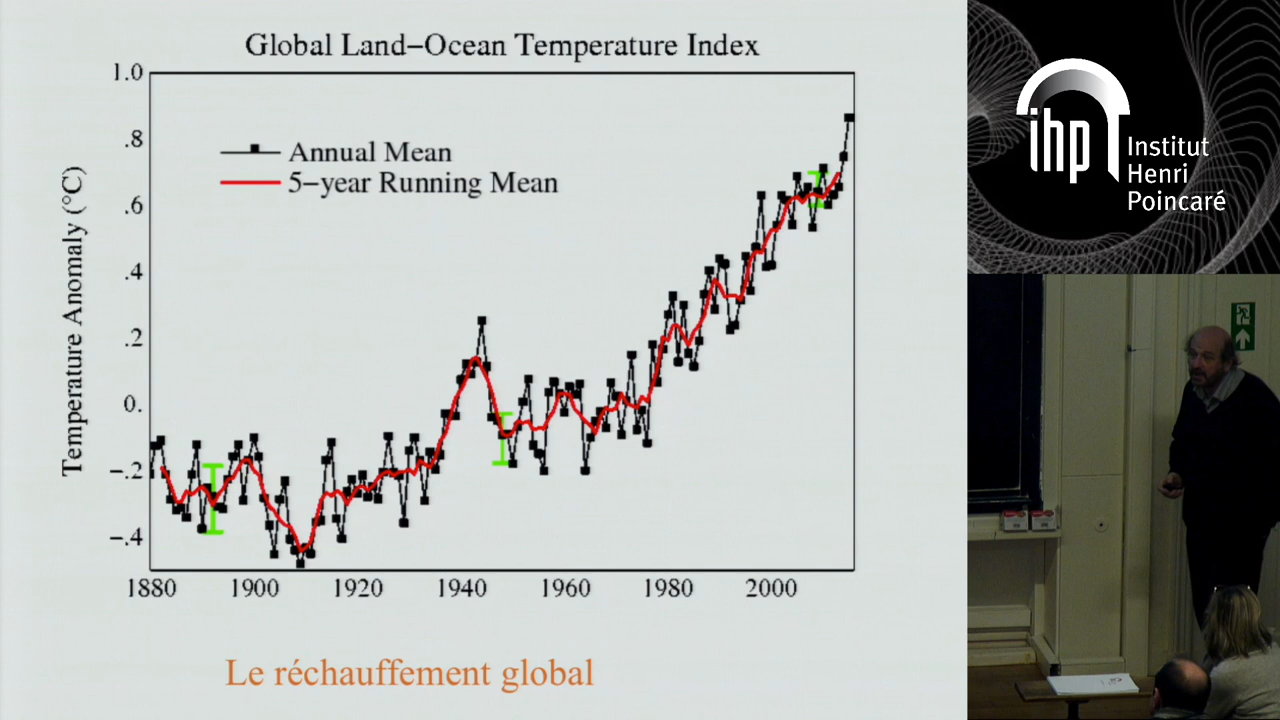 Global Land−Ocean Temperature Index
1.0
.8
.6
.4
.2
0.
−.2
−.4
Temperature Anomaly (°C)
Annual Mean
5−year Running Mean
1880 1900 1920 1940 1960 1980 2000
Le réchauffement global
ihp
Institut
Henri
Poincaré